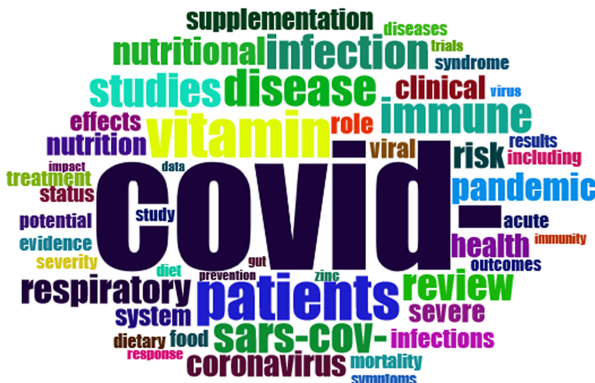 supplementation diseases
nutritional infection trials
syndrome
studies disease clinical virus
immune
effects vitamin role
nutrition viral risk results
including
impact covid- data
treatment
status pandemic
potential study acute
evidence health immunity
severity diet gut outcomes
prevention zinc
respiratory patients review
system severe
dietary food sars-cov- infections
response
coronavirus mortality
symptoms